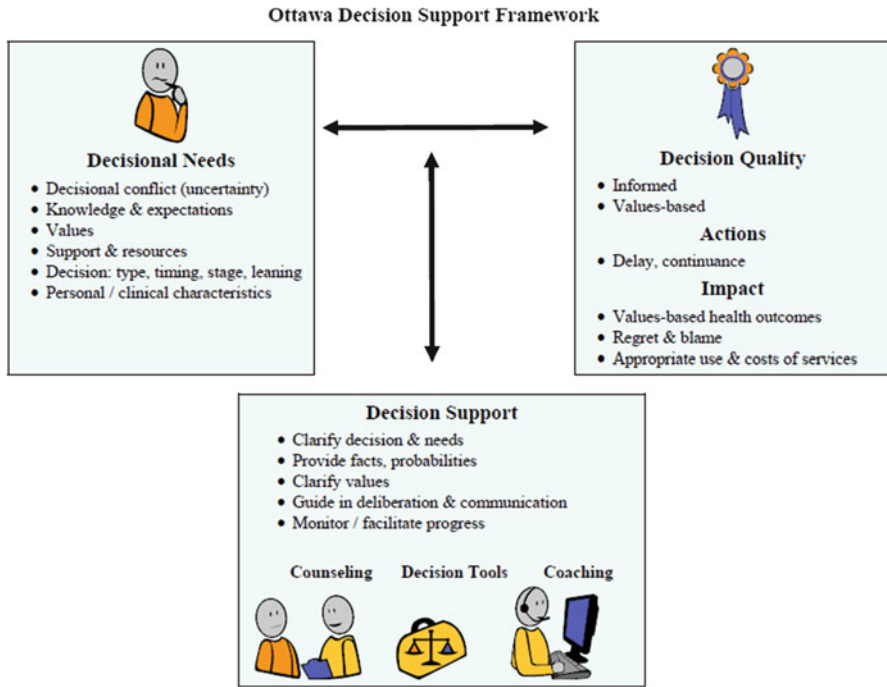 Ottawa Decision Support Framework
Decisional Needs
• Decisional conflict (uncertainty)
• Knowledge & expectations
• Values
• Support & resources
• Decision: type, timing, stage, leaning
• Personal / clinical characteristics
Decision Quality
• Informed
• Values-based
Actions
• Delay, continuance
Impact
• Values-based health outcomes
• Regret & blame
• Appropriate use & costs of services
Decision Support
• Clarify decision & needs
• Provide facts, probabilities
• Clarify values
• Guide in deliberation & communication
• Monitor / facilitate progress
Counseling Decision Tools Coaching